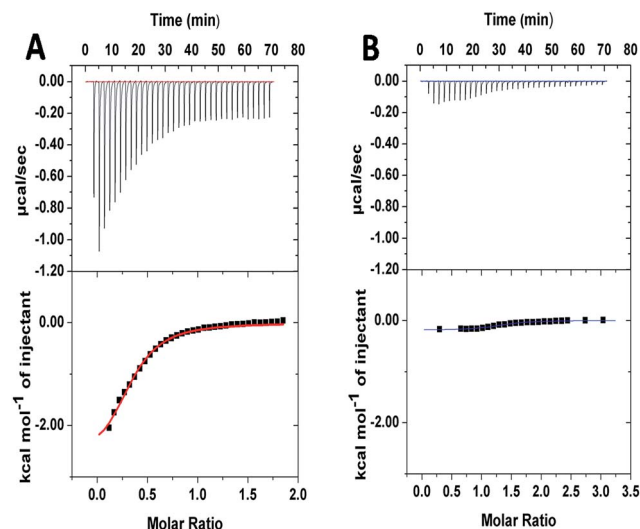 A
Time (min)
0 10 20 30 40 50 60 70 80
0.00
-0.20
-0.40
-0.60
-0.80
-1.00
-1.20
µcal/sec
0.00
-2.00
kcal mol⁻¹ of injectant
0.0 0.5 1.0 1.5 2.0
Molar Ratio
B
Time (min)
0 10 20 30 40 50 60 70 80
0.00
-0.20
-0.40
-0.60
-0.80
-1.00
-1.20
µcal/sec
0.00
-2.00
kcal mol⁻¹ of injectant
0.0 0.5 1.0 1.5 2.0 2.5 3.0 3.5
Molar Ratio